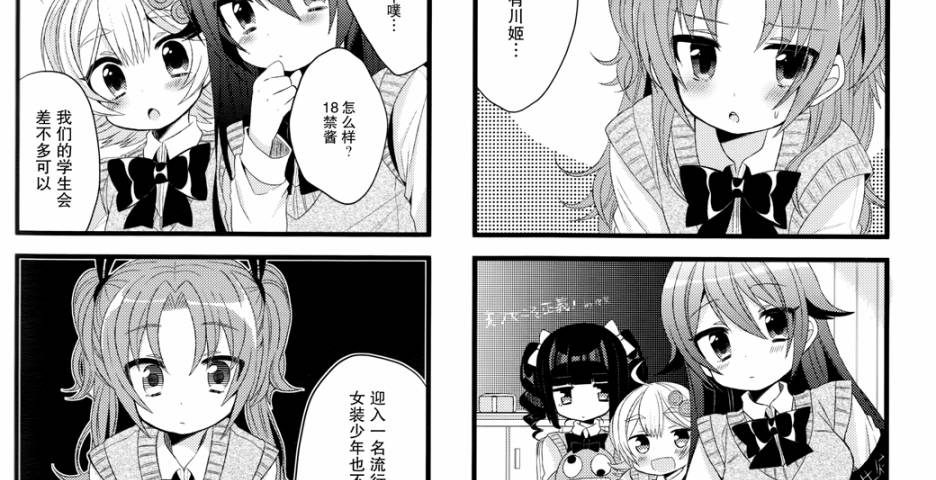 有川姬…
噗…
怎么样?
18禁酱
我们的学生会
差不多可以
迎入一名流行
女装少年也不